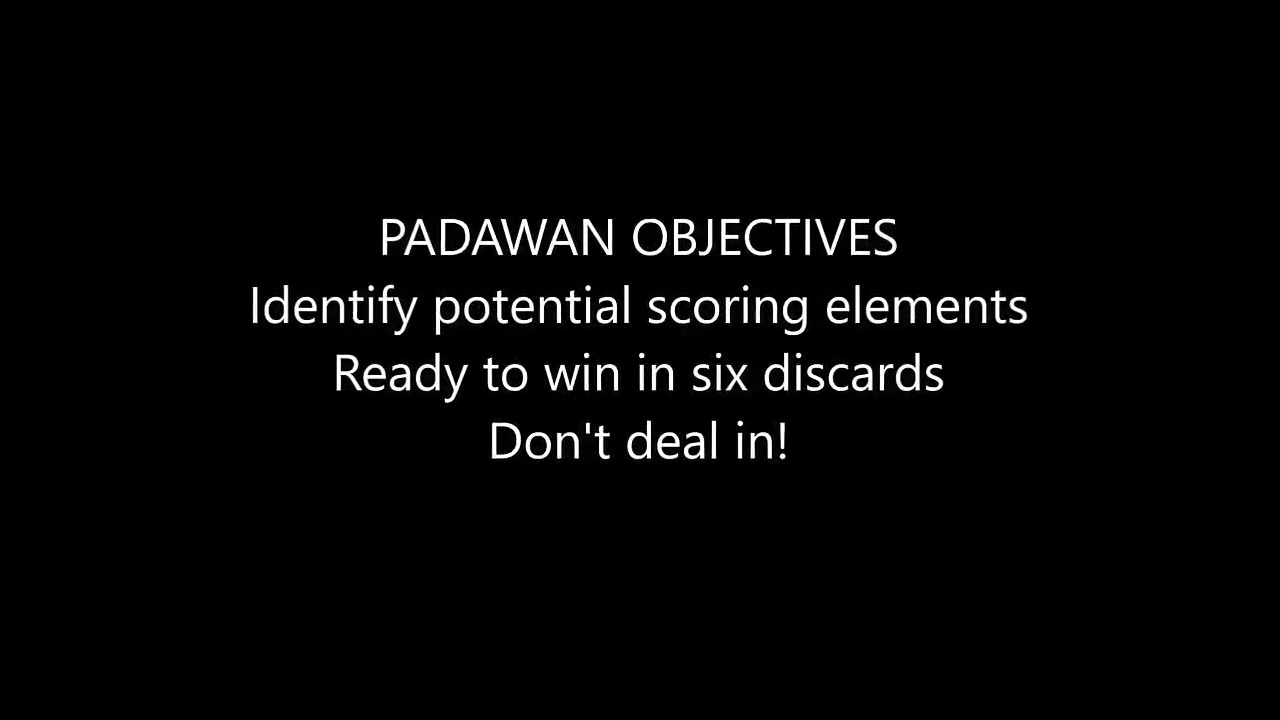 PADAWAN OBJECTIVES
Identify potential scoring elements
Ready to win in six discards
Don't deal in!